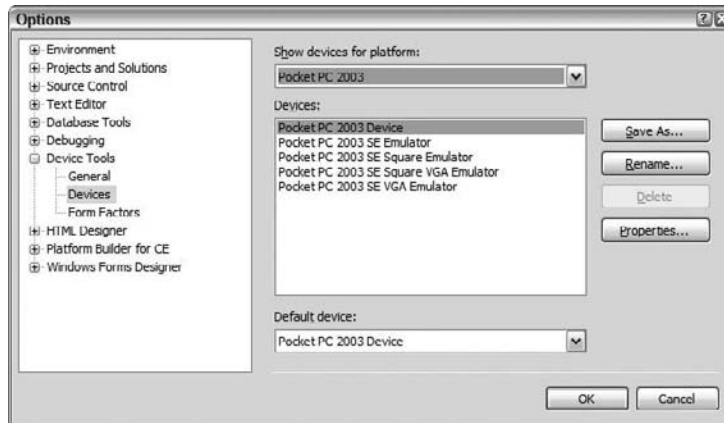 Options
Environment
Projects and Solutions
Source Control
Text Editor
Database Tools
Debugging
Device Tools
General
Devices
Form Factors
HTML Designer
Platform Builder for CE
Windows Forms Designer
Show devices for platform:
Pocket PC 2003
Devices:
Pocket PC 2003 Device
Pocket PC 2003 SE Emulator
Pocket PC 2003 SE Square Emulator
Pocket PC 2003 SE Square VGA Emulator
Pocket PC 2003 SE VGA Emulator
Save As...
Rename...
Delete
Properties...
Default device:
Pocket PC 2003 Device
OK
Cancel